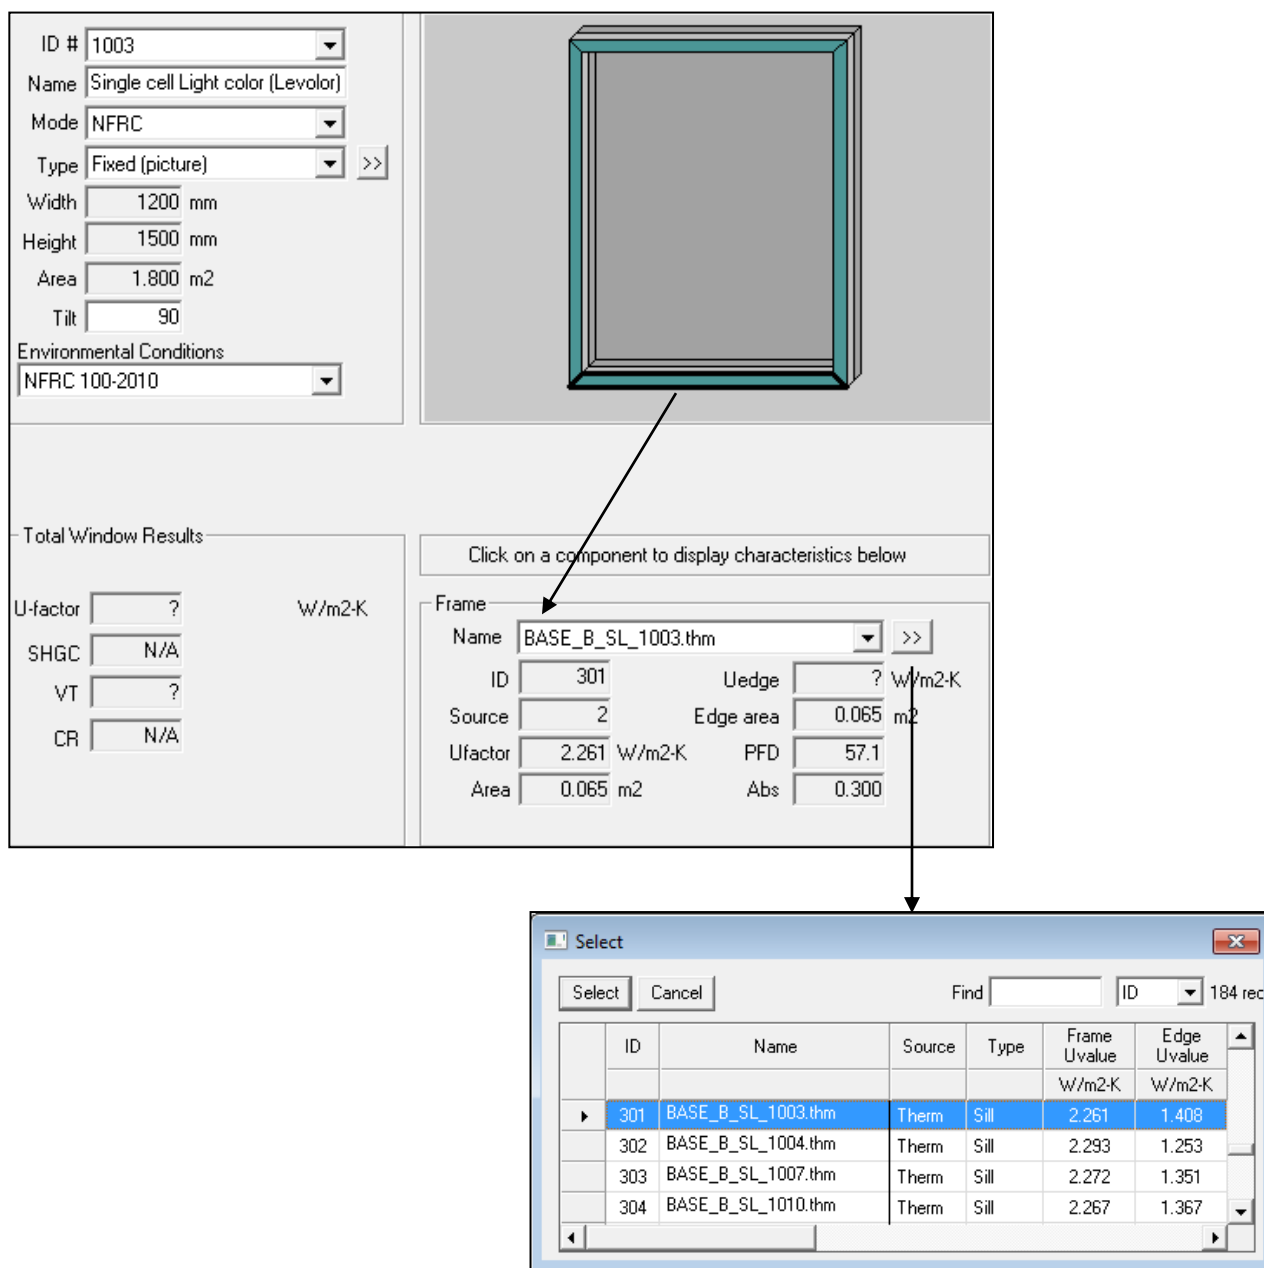 ID # 1003
Name Single cell Light color (Levolor)
Mode NFRC
Type Fixed (picture) >>
Width 1200 mm
Height 1500 mm
Area 1.800 m2
Tilt 90
Environmental Conditions
NFRC 100-2010
Total Window Results
U-factor ? W/m2-K
SHGC N/A
VT ?
CR N/A
Click on a component to display characteristics below
Frame
Name BASE_B_SL_1003.thm >>
ID 301 Uedge ? W/m2-K
Source 2 Edge area 0.065 m2
Ufactor 2.261 W/m2-K PFD 57.1
Area 0.065 m2 Abs 0.300
Select
Select Cancel Find ID 184 rec
ID Name Source Type Frame Uvalue Edge Uvalue
W/m2-K W/m2-K
301 BASE_B_SL_1003.thm Therm Sill 2.261 1.408
302 BASE_B_SL_1004.thm Therm Sill 2.293 1.253
303 BASE_B_SL_1007.thm Therm Sill 2.272 1.351
304 BASE_B_SL_1010.thm Therm Sill 2.267 1.367